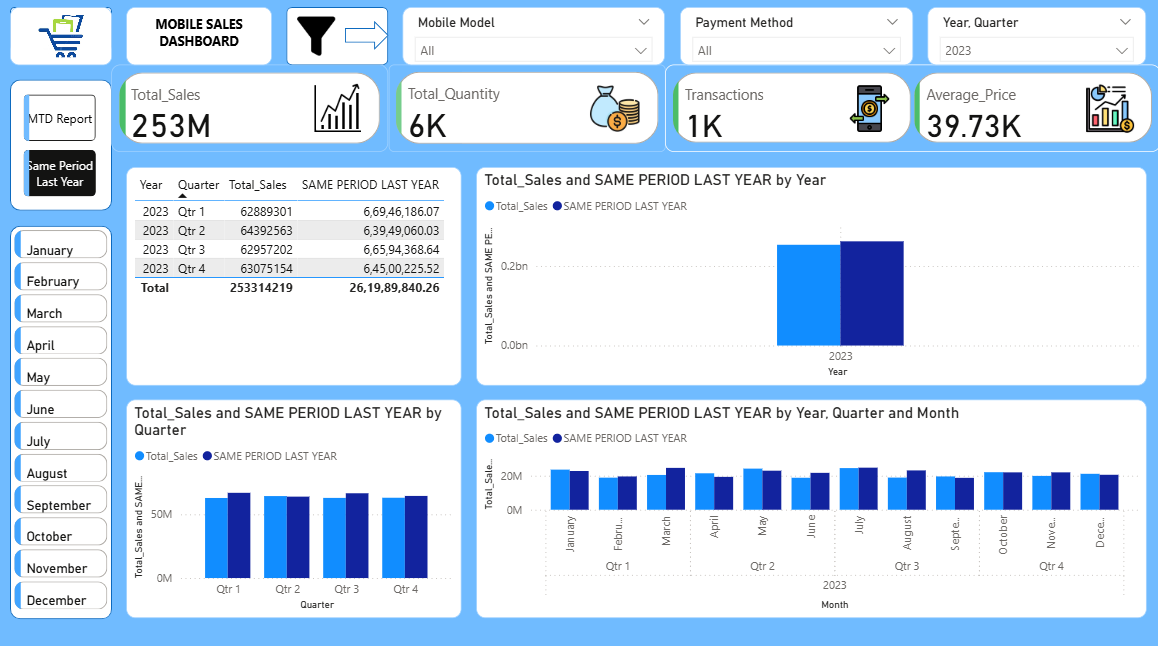 MOBILE SALES
DASHBOARD
Mobile Model
All
Payment Method
All
Year, Quarter
2023
MTD Report
Same Period
Last Year
Total_Sales
253M
Total_Quantity
6K
Transactions
1K
Average_Price
39.73K
January
February
March
April
May
June
July
August
September
October
November
December
Year Quarter Total_Sales SAME PERIOD LAST YEAR
2023 Qtr 1 62889301 6,69,46,186.07
2023 Qtr 2 64392563 6,39,49,060.03
2023 Qtr 3 62957202 6,65,94,368.64
2023 Qtr 4 63075154 6,45,00,225.52
Total 253314219 26,19,89,840.26
Total_Sales and SAME PERIOD LAST YEAR by Year
Total_Sales SAME PERIOD LAST YEAR
Total_Sales and SAME PE...
0.2bn
0.0bn
2023
Year
Total_Sales and SAME PERIOD LAST YEAR by
Quarter
Total_Sales SAME PERIOD LAST YEAR
Total_Sales and SAME...
50M
0M
Qtr 1 Qtr 2 Qtr 3 Qtr 4
Quarter
Total_Sales and SAME PERIOD LAST YEAR by Year, Quarter and Month
Total_Sales SAME PERIOD LAST YEAR
Total_Sale...
20M
0M
January Febru... March April May June July August Septe... October Nove... Dece...
Qtr 1 Qtr 2 Qtr 3 Qtr 4
2023
Month